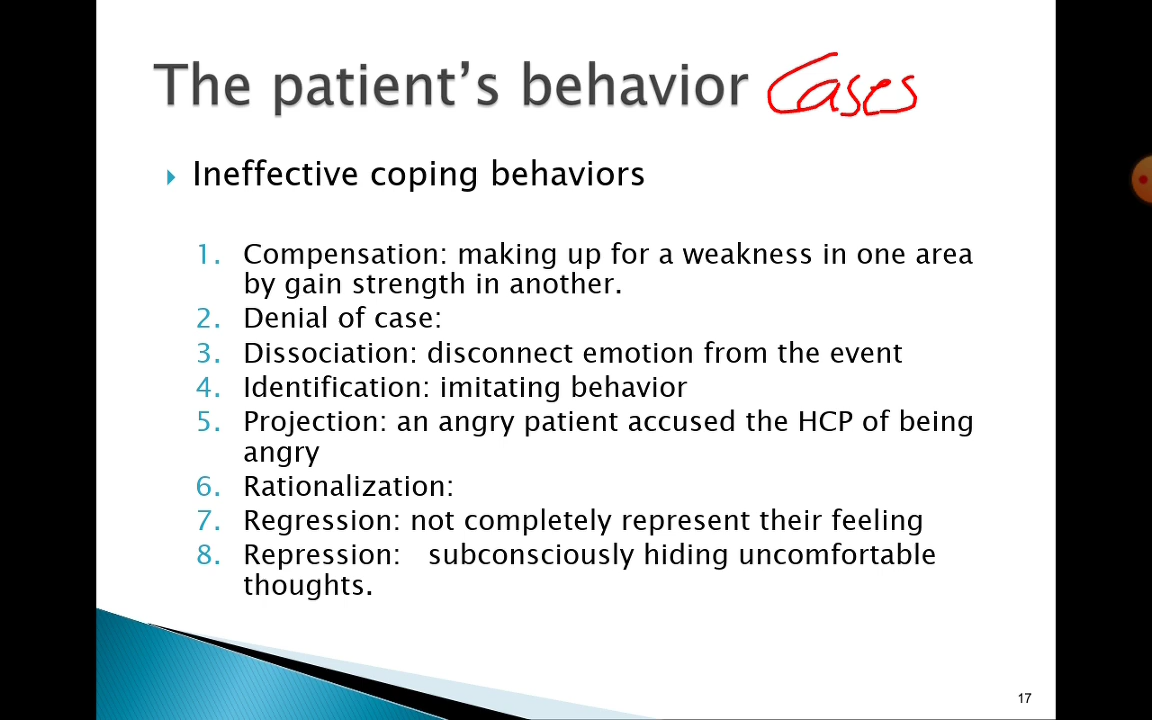 The patient's behavior Cases
Ineffective coping behaviors
1. Compensation: making up for a weakness in one area
by gain strength in another.
2. Denial of case:
3. Dissociation: disconnect emotion from the event
4. Identification: imitating behavior
5. Projection: an angry patient accused the HCP of being
angry
6. Rationalization:
7. Regression: not completely represent their feeling
8. Repression: subconsciously hiding uncomfortable
thoughts.
17